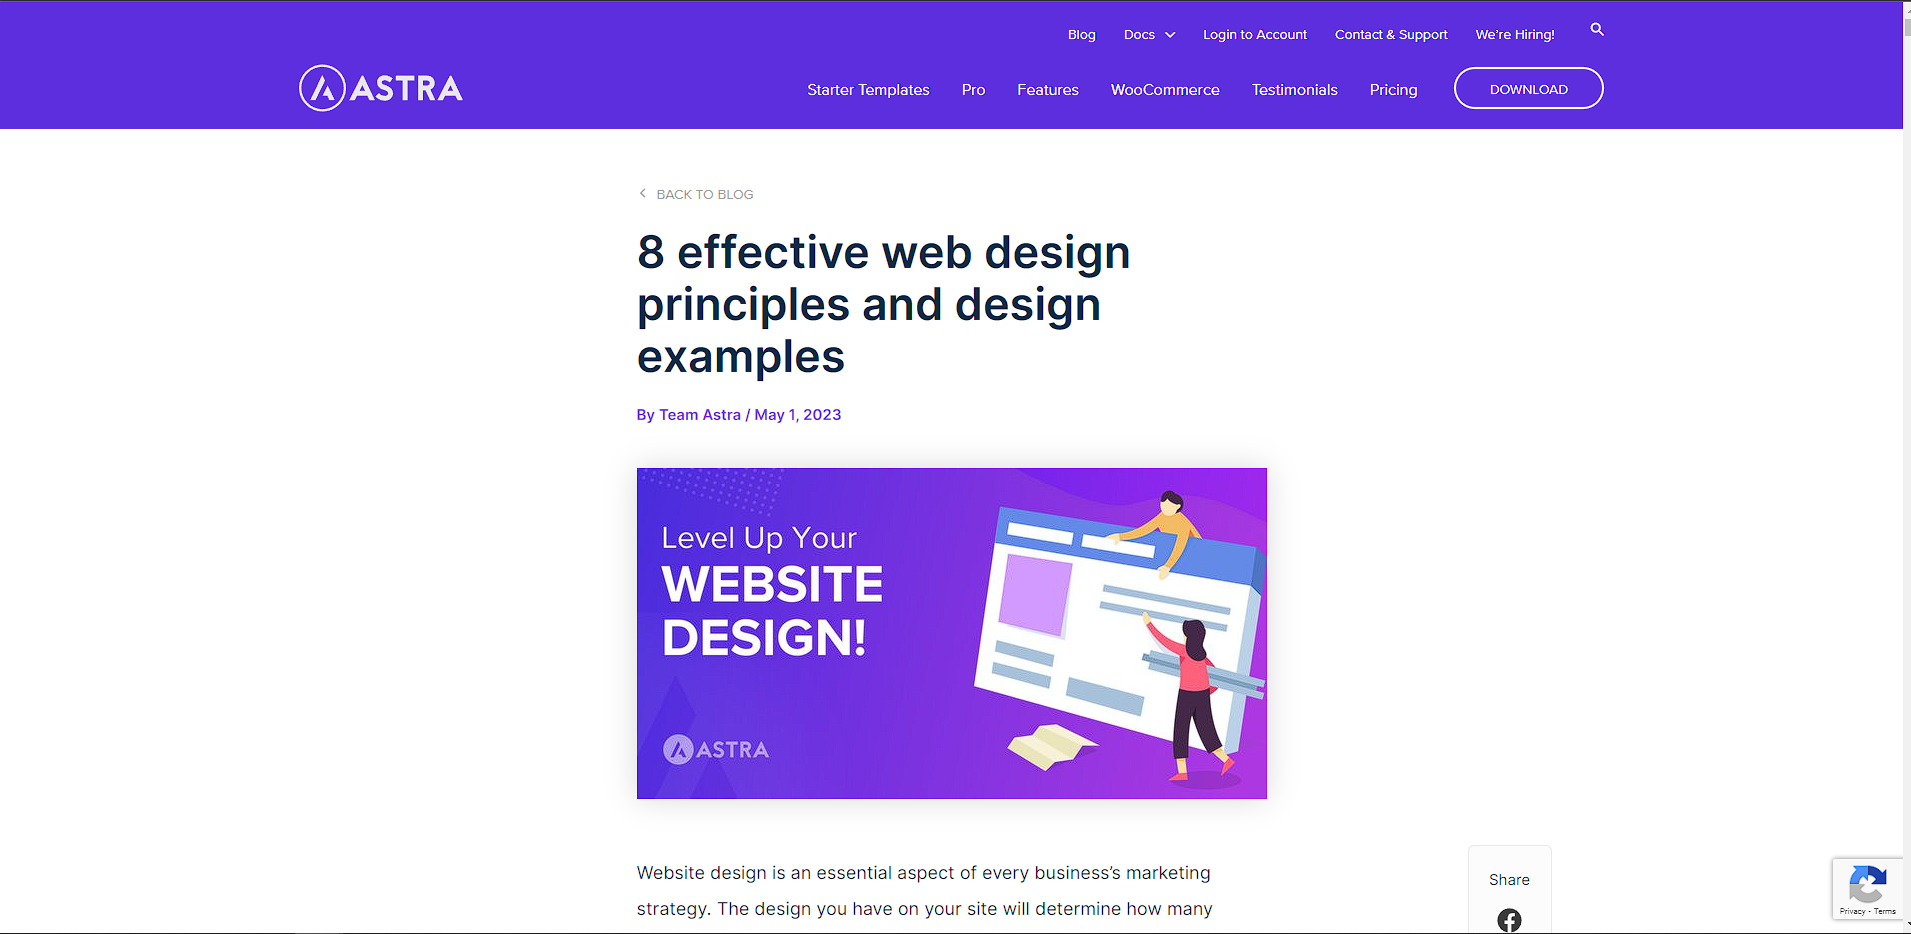 Blog Docs Login to Account Contact & Support We're Hiring!
ASTRA
Starter Templates Pro Features WooCommerce Testimonials Pricing DOWNLOAD
BACK TO BLOG
8 effective web design
principles and design
examples
By Team Astra / May 1, 2023
Level Up Your
WEBSITE
DESIGN!
ASTRA
Website design is an essential aspect of every business's marketing
strategy. The design you have on your site will determine how many
Share
Privacy - Terms